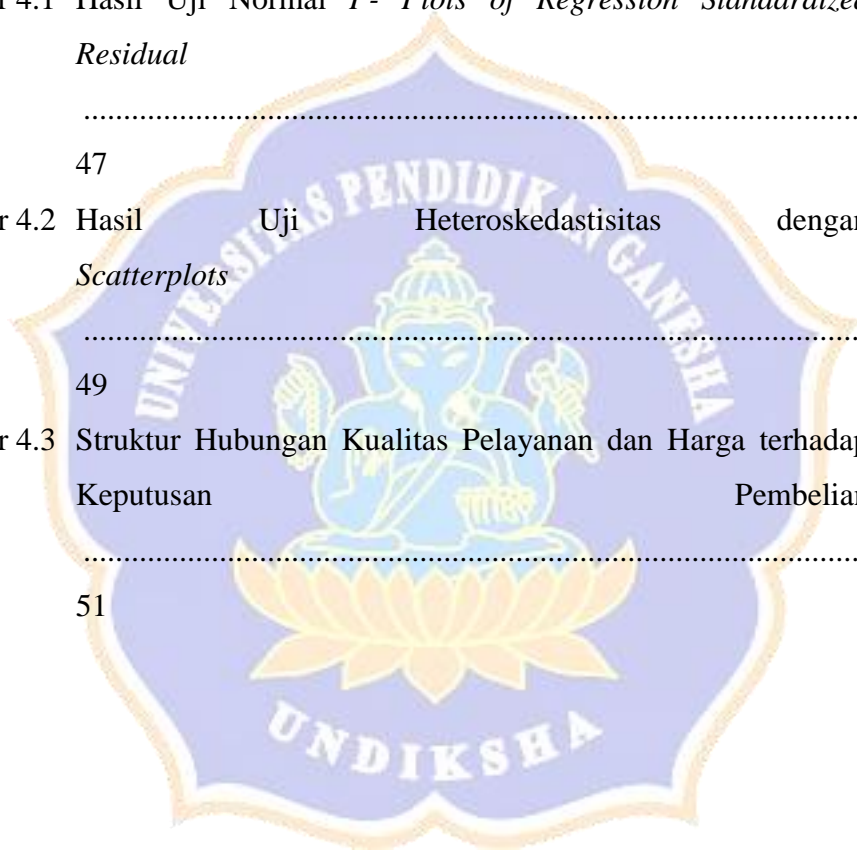 r 4.1 Hasil Uji Normal P- Plots of Regression Standardized
Residual
....................................................................................................
47
r 4.2 Hasil Uji Heteroskedastisitas dengan
Scatterplots
....................................................................................................
49
r 4.3 Struktur Hubungan Kualitas Pelayanan dan Harga terhadap
Keputusan Pembelian
....................................................................................................
51
UNIVERSITAS PENDIDIKAN GANESHA
UNDIKSHA